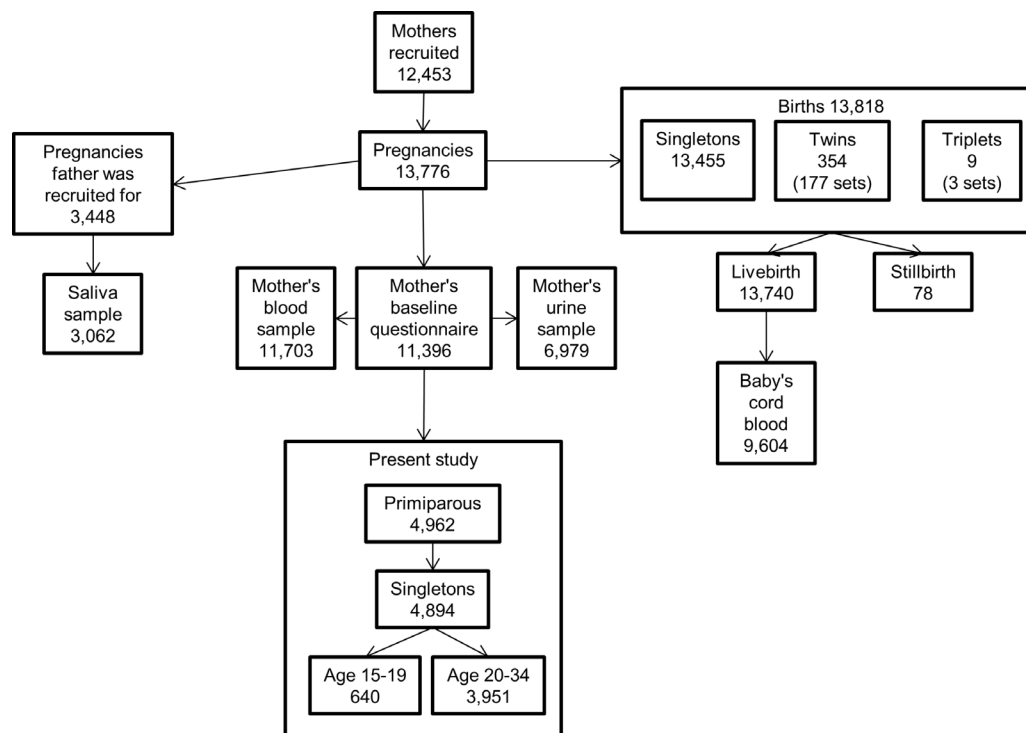 Mothers
recruited
12,453
Births 13,818
Singletons
13,455
Twins
354
(177 sets)
Triplets
9
(3 sets)
Pregnancies
father was
recruited for
3,448
Pregnancies
13,776
Livebirth
13,740
Stillbirth
78
Saliva
sample
3,062
Mother's
blood
sample
11,703
Mother's
baseline
questionnaire
11,396
Mother's
urine
sample
6,979
Baby's
cord
blood
9,604
Present study
Primiparous
4,962
Singletons
4,894
Age 15-19
640
Age 20-34
3,951